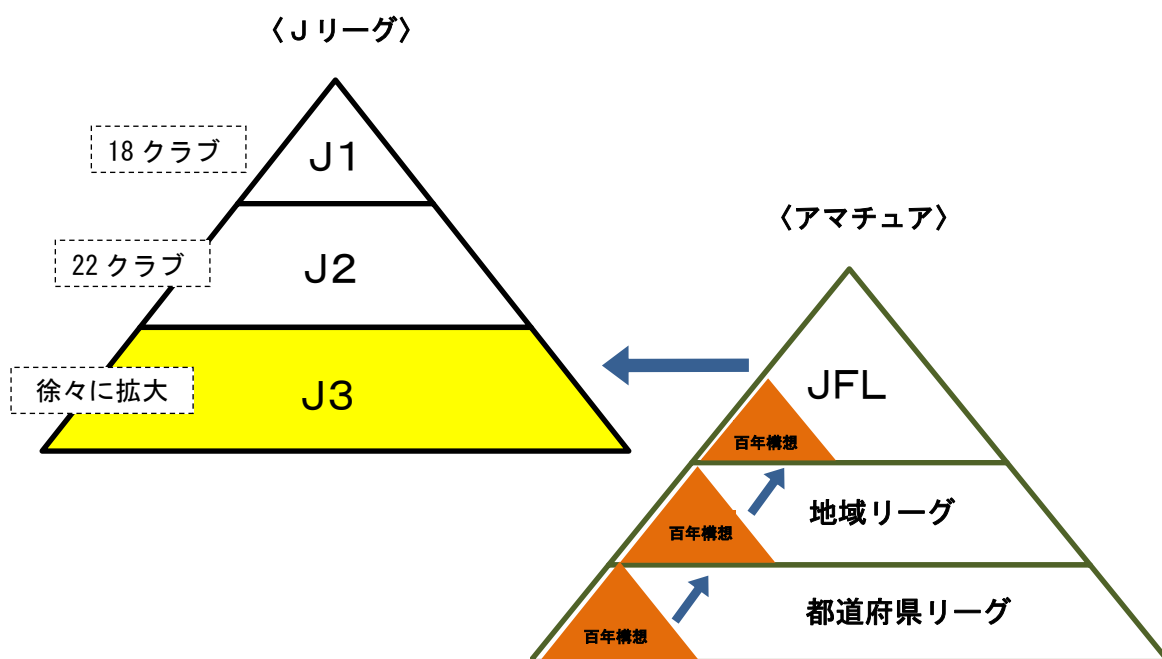 〈Jリーグ〉
18 クラブ
J1
22 クラブ
J2
徐々に拡大
J3
〈アマチュア〉
JFL
百年構想
地域リーグ
百年構想
都道府県リーグ
百年構想